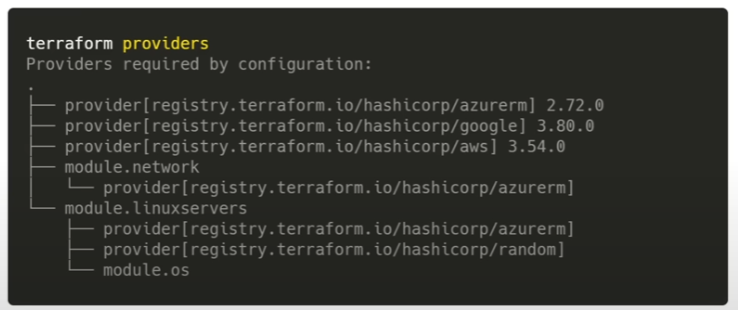 terraform providers
Providers required by configuration:
.
├── provider[registry.terraform.io/hashicorp/azurerm] 2.72.0
├── provider[registry.terraform.io/hashicorp/google] 3.80.0
├── provider[registry.terraform.io/hashicorp/aws] 3.54.0
├── module.network
│   └── provider[registry.terraform.io/hashicorp/azurerm]
└── module.linuxservers
    ├── provider[registry.terraform.io/hashicorp/azurerm]
    ├── provider[registry.terraform.io/hashicorp/random]
    └── module.os